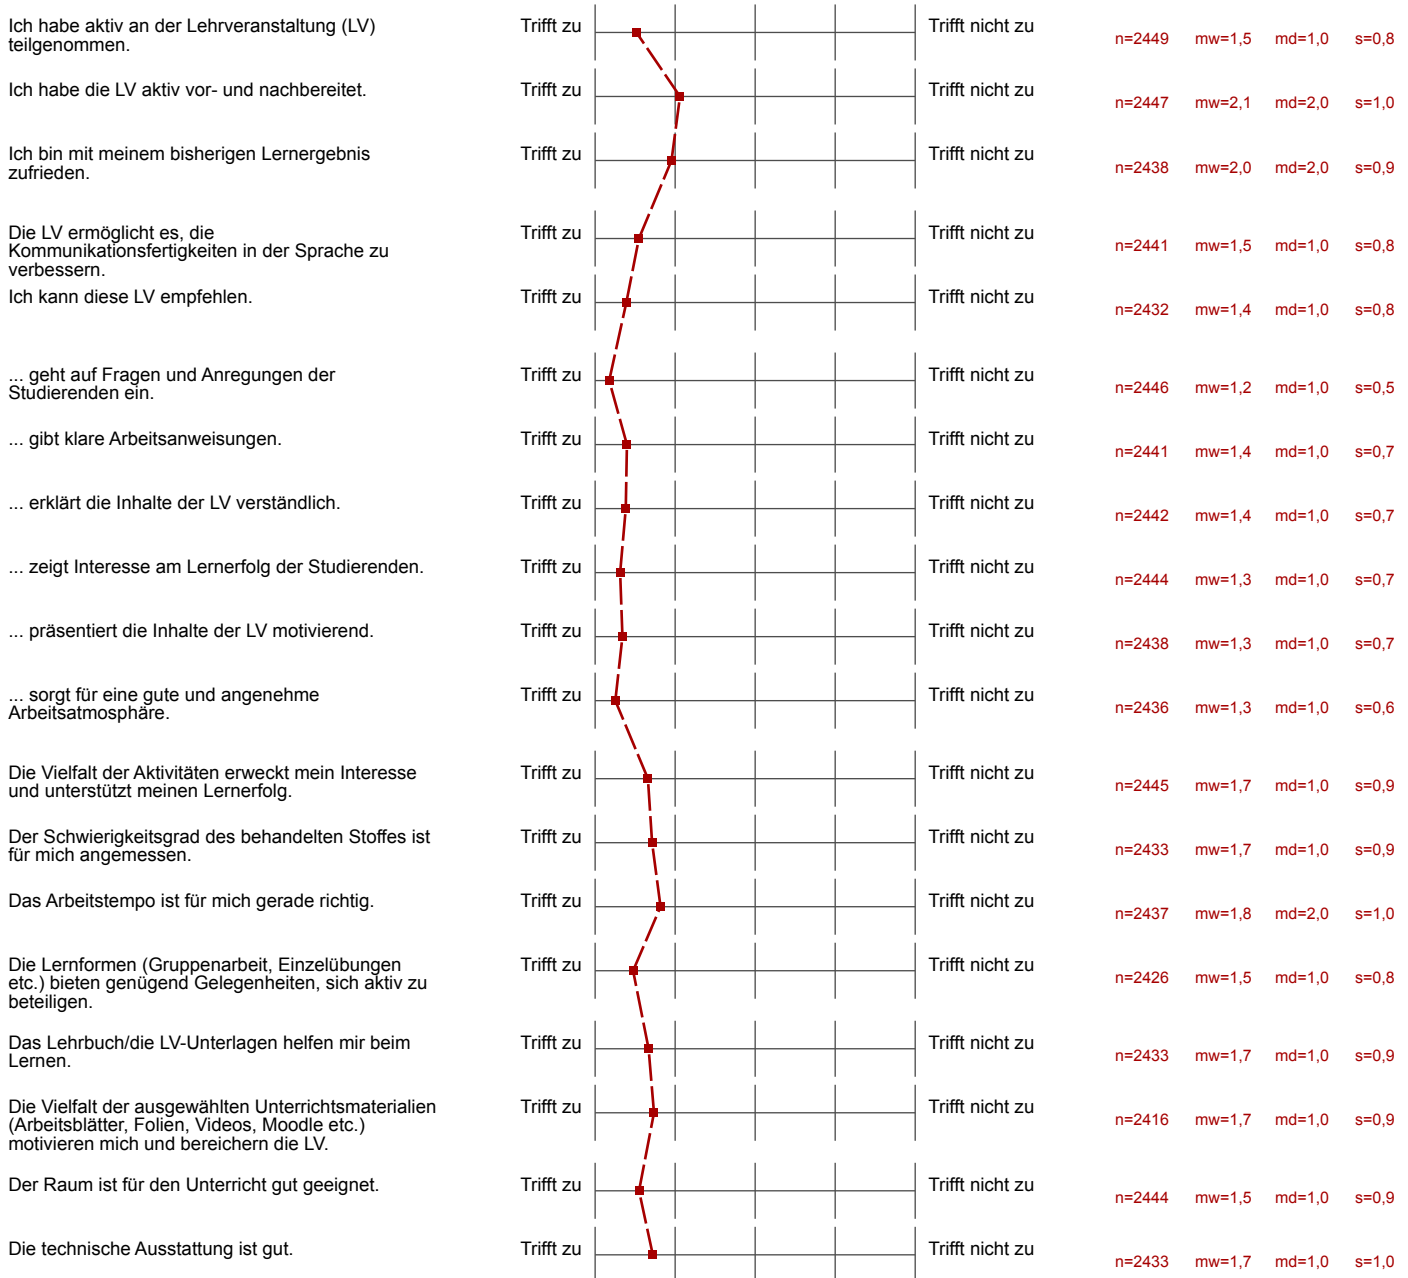 Ich habe aktiv an der Lehrveranstaltung (LV)
teilgenommen.
Trifft zu
Trifft nicht zu
n=2449 mw=1,5 md=1,0 s=0,8
Ich habe die LV aktiv vor- und nachbereitet.
Trifft zu
Trifft nicht zu
n=2447 mw=2,1 md=2,0 s=1,0
Ich bin mit meinem bisherigen Lernergebnis
zufrieden.
Trifft zu
Trifft nicht zu
n=2438 mw=2,0 md=2,0 s=0,9
Die LV ermöglicht es, die
Kommunikationsfertigkeiten in der Sprache zu
verbessern.
Trifft zu
Trifft nicht zu
n=2441 mw=1,5 md=1,0 s=0,8
Ich kann diese LV empfehlen.
Trifft zu
Trifft nicht zu
n=2432 mw=1,4 md=1,0 s=0,8
... geht auf Fragen und Anregungen der
Studierenden ein.
Trifft zu
Trifft nicht zu
n=2446 mw=1,2 md=1,0 s=0,5
... gibt klare Arbeitsanweisungen.
Trifft zu
Trifft nicht zu
n=2441 mw=1,4 md=1,0 s=0,7
... erklärt die Inhalte der LV verständlich.
Trifft zu
Trifft nicht zu
n=2442 mw=1,4 md=1,0 s=0,7
... zeigt Interesse am Lernerfolg der Studierenden.
Trifft zu
Trifft nicht zu
n=2444 mw=1,3 md=1,0 s=0,7
... präsentiert die Inhalte der LV motivierend.
Trifft zu
Trifft nicht zu
n=2438 mw=1,3 md=1,0 s=0,7
... sorgt für eine gute und angenehme
Arbeitsatmosphäre.
Trifft zu
Trifft nicht zu
n=2436 mw=1,3 md=1,0 s=0,6
Die Vielfalt der Aktivitäten erweckt mein Interesse
und unterstützt meinen Lernerfolg.
Trifft zu
Trifft nicht zu
n=2445 mw=1,7 md=1,0 s=0,9
Der Schwierigkeitsgrad des behandelten Stoffes ist
für mich angemessen.
Trifft zu
Trifft nicht zu
n=2433 mw=1,7 md=1,0 s=0,9
Das Arbeitstempo ist für mich gerade richtig.
Trifft zu
Trifft nicht zu
n=2437 mw=1,8 md=2,0 s=1,0
Die Lernformen (Gruppenarbeit, Einzelübungen
etc.) bieten genügend Gelegenheiten, sich aktiv zu
beteiligen.
Trifft zu
Trifft nicht zu
n=2426 mw=1,5 md=1,0 s=0,8
Das Lehrbuch/die LV-Unterlagen helfen mir beim
Lernen.
Trifft zu
Trifft nicht zu
n=2433 mw=1,7 md=1,0 s=0,9
Die Vielfalt der ausgewählten Unterrichtsmaterialien
(Arbeitsblätter, Folien, Videos, Moodle etc.)
motivieren mich und bereichern die LV.
Trifft zu
Trifft nicht zu
n=2416 mw=1,7 md=1,0 s=0,9
Der Raum ist für den Unterricht gut geeignet.
Trifft zu
Trifft nicht zu
n=2444 mw=1,5 md=1,0 s=0,9
Die technische Ausstattung ist gut.
Trifft zu
Trifft nicht zu
n=2433 mw=1,7 md=1,0 s=1,0